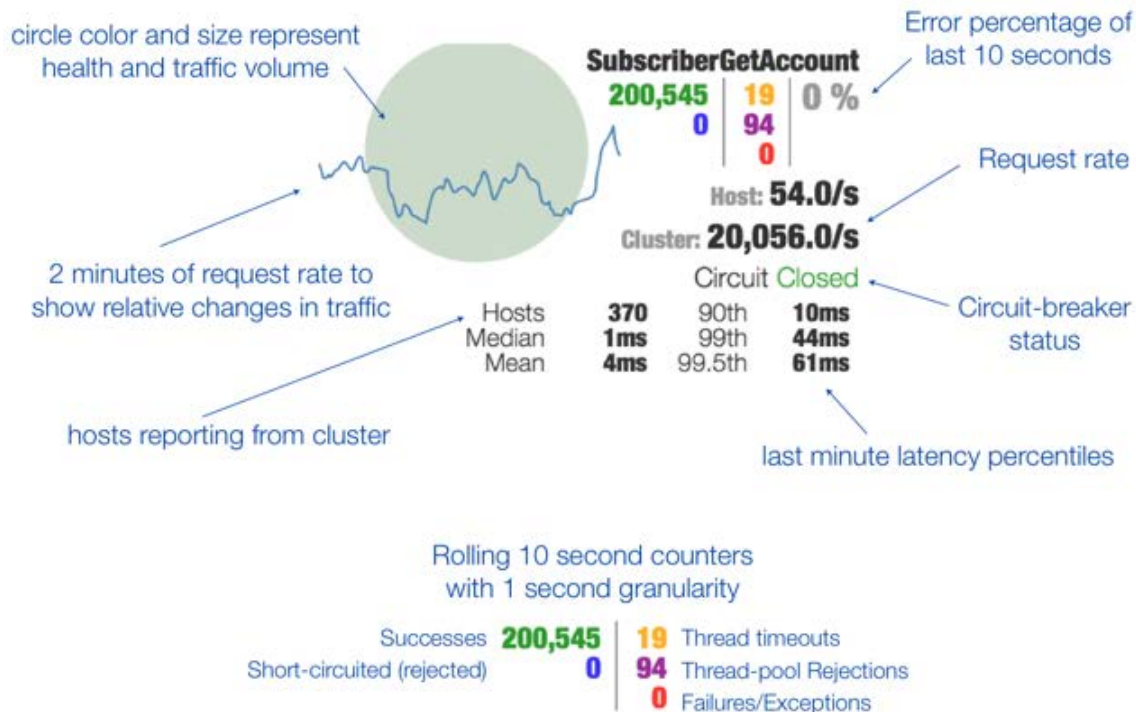 circle color and size represent
health and traffic volume
Error percentage of
last 10 seconds
SubscriberGetAccount
200,545 19 0 %
0 94
0
Request rate
Host: 54.0/s
Cluster: 20,056.0/s
2 minutes of request rate to
show relative changes in traffic
Circuit Closed
Circuit-breaker
status
Hosts 370 90th 10ms
Median 1ms 99th 44ms
Mean 4ms 99.5th 61ms
hosts reporting from cluster
last minute latency percentiles
Rolling 10 second counters
with 1 second granularity
Successes 200,545 19 Thread timeouts
Short-circuited (rejected) 0 94 Thread-pool Rejections
0 Failures/Exceptions